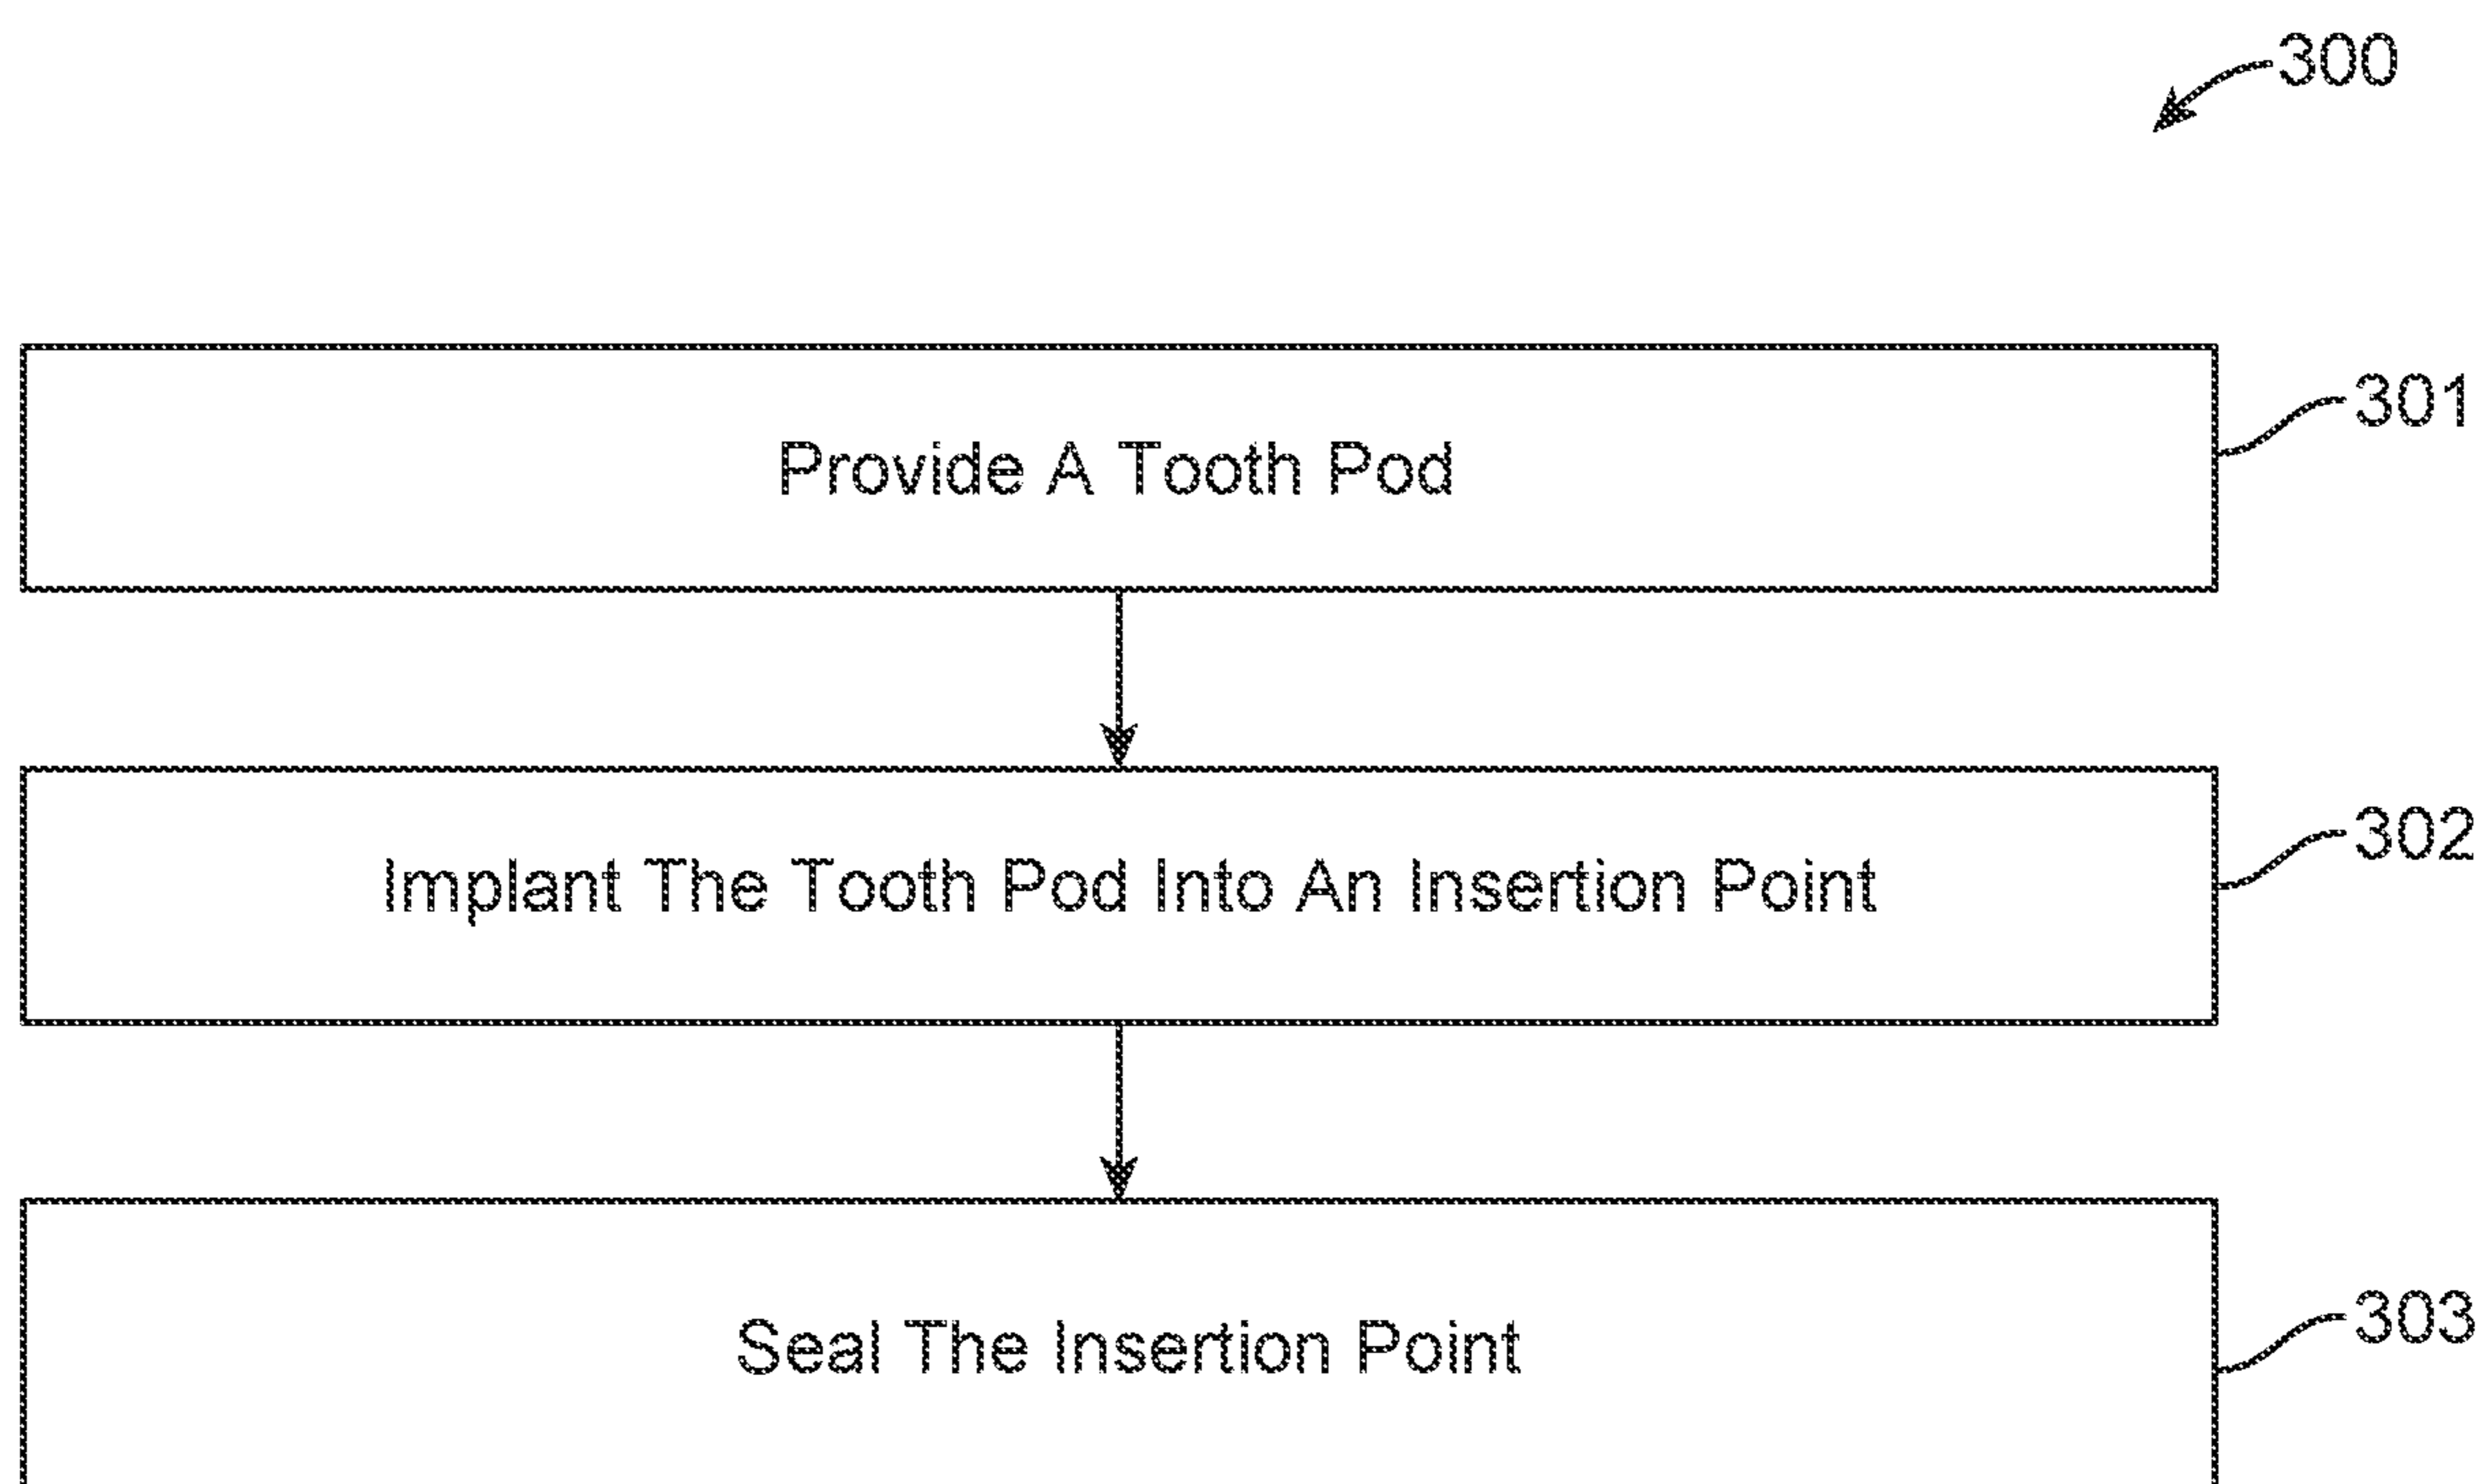 300
Provide A Tooth Pod
301
Implant The Tooth Pod Into An Insertion Point
302
Seal The Insertion Point
303